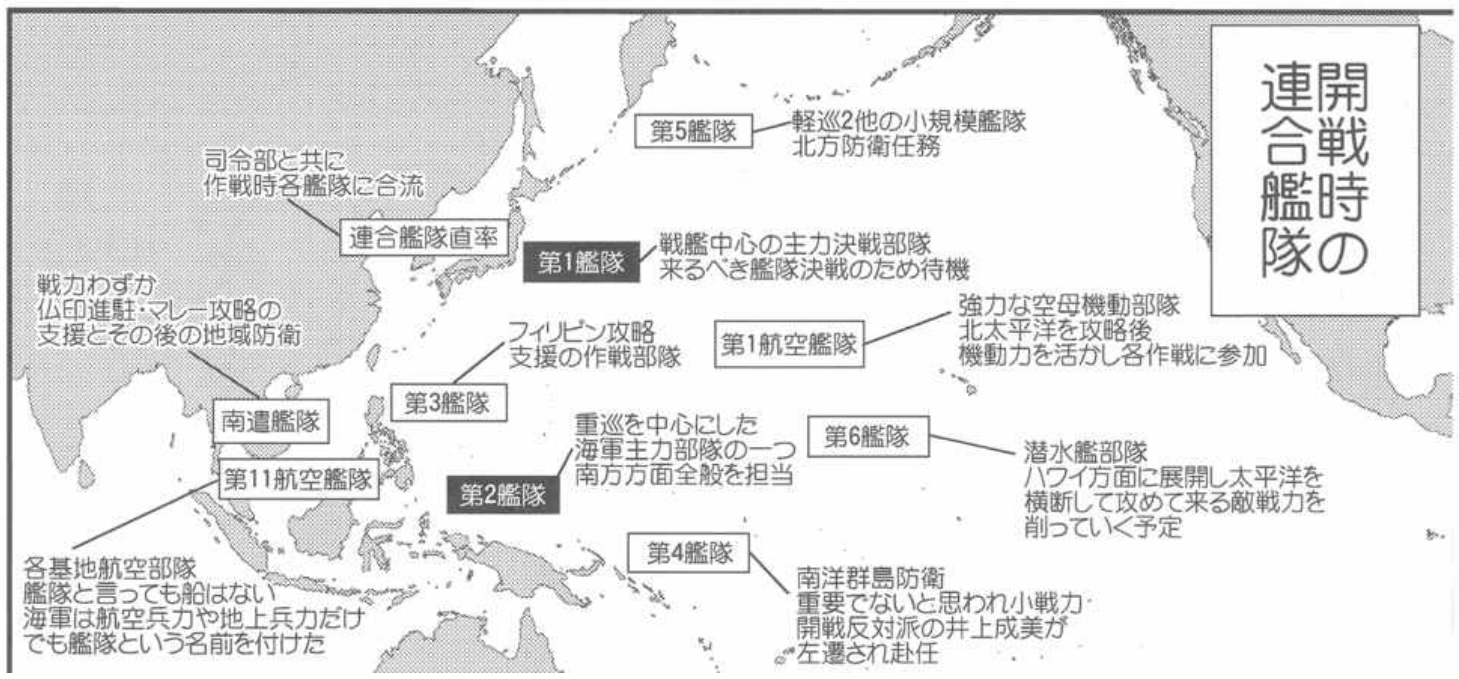 開戦時の
連合艦隊
第5艦隊
軽巡2他の小規模艦隊
北方防衛任務
司令部と共に
作戦時各艦隊に合流
連合艦隊直率
第1艦隊
戦艦中心の主力決戦部隊
来るべき艦隊決戦のため待機
戦力わずか
仏印進駐・マレー攻略の
支援とその後の地域防衛
南遣艦隊
フィリピン攻略
支援の作戦部隊
第3艦隊
第1航空艦隊
強力な空母機動部隊
北太平洋を攻略後
機動力を活かし各作戦に参加
第11航空艦隊
各基地航空部隊
艦隊と言っても船はない
海軍は航空兵力や地上兵力だけ
でも艦隊という名前を付けた
第2艦隊
重巡を中心にした
海軍主力部隊の一つ
南方方面全般を担当
第6艦隊
潜水艦部隊
ハワイ方面に展開し太平洋を
横断して攻めて来る敵戦力を
削っていく予定
第4艦隊
南洋群島防衛
重要でないと思われ小戦力
開戦反対派の井上成美が
左遷され赴任